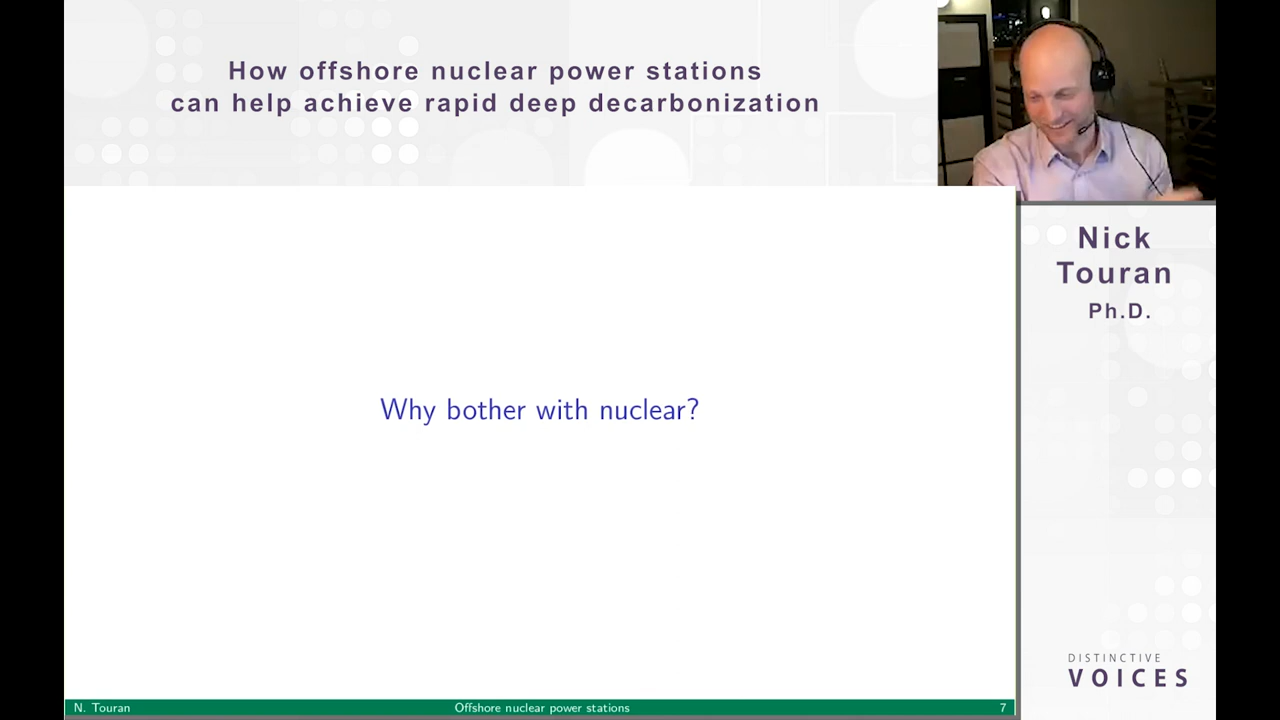 How offshore nuclear power stations
can help achieve rapid deep decarbonization
Nick
Touran
Ph.D.
Why bother with nuclear?
DISTINCTIVE
VOICES
N. Touran
Offshore nuclear power stations
7